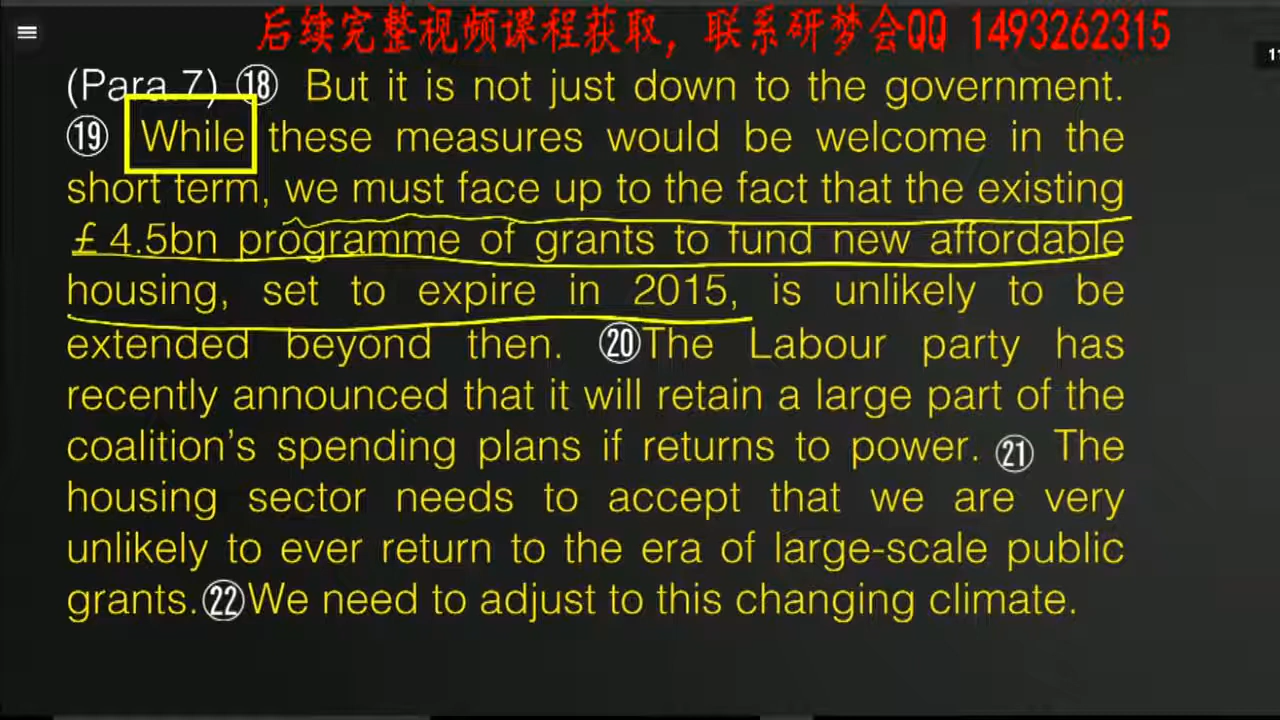 后续完整视频课程获取，联系研梦会QQ 1493262315
(Para 7) ⑱ But it is not just down to the government.
⑲ While these measures would be welcome in the
short term, we must face up to the fact that the existing
£4.5bn programme of grants to fund new affordable
housing, set to expire in 2015, is unlikely to be
extended beyond then. ⑳The Labour party has
recently announced that it will retain a large part of the
coalition's spending plans if returns to power. ㉑ The
housing sector needs to accept that we are very
unlikely to ever return to the era of large-scale public
grants.㉒We need to adjust to this changing climate.